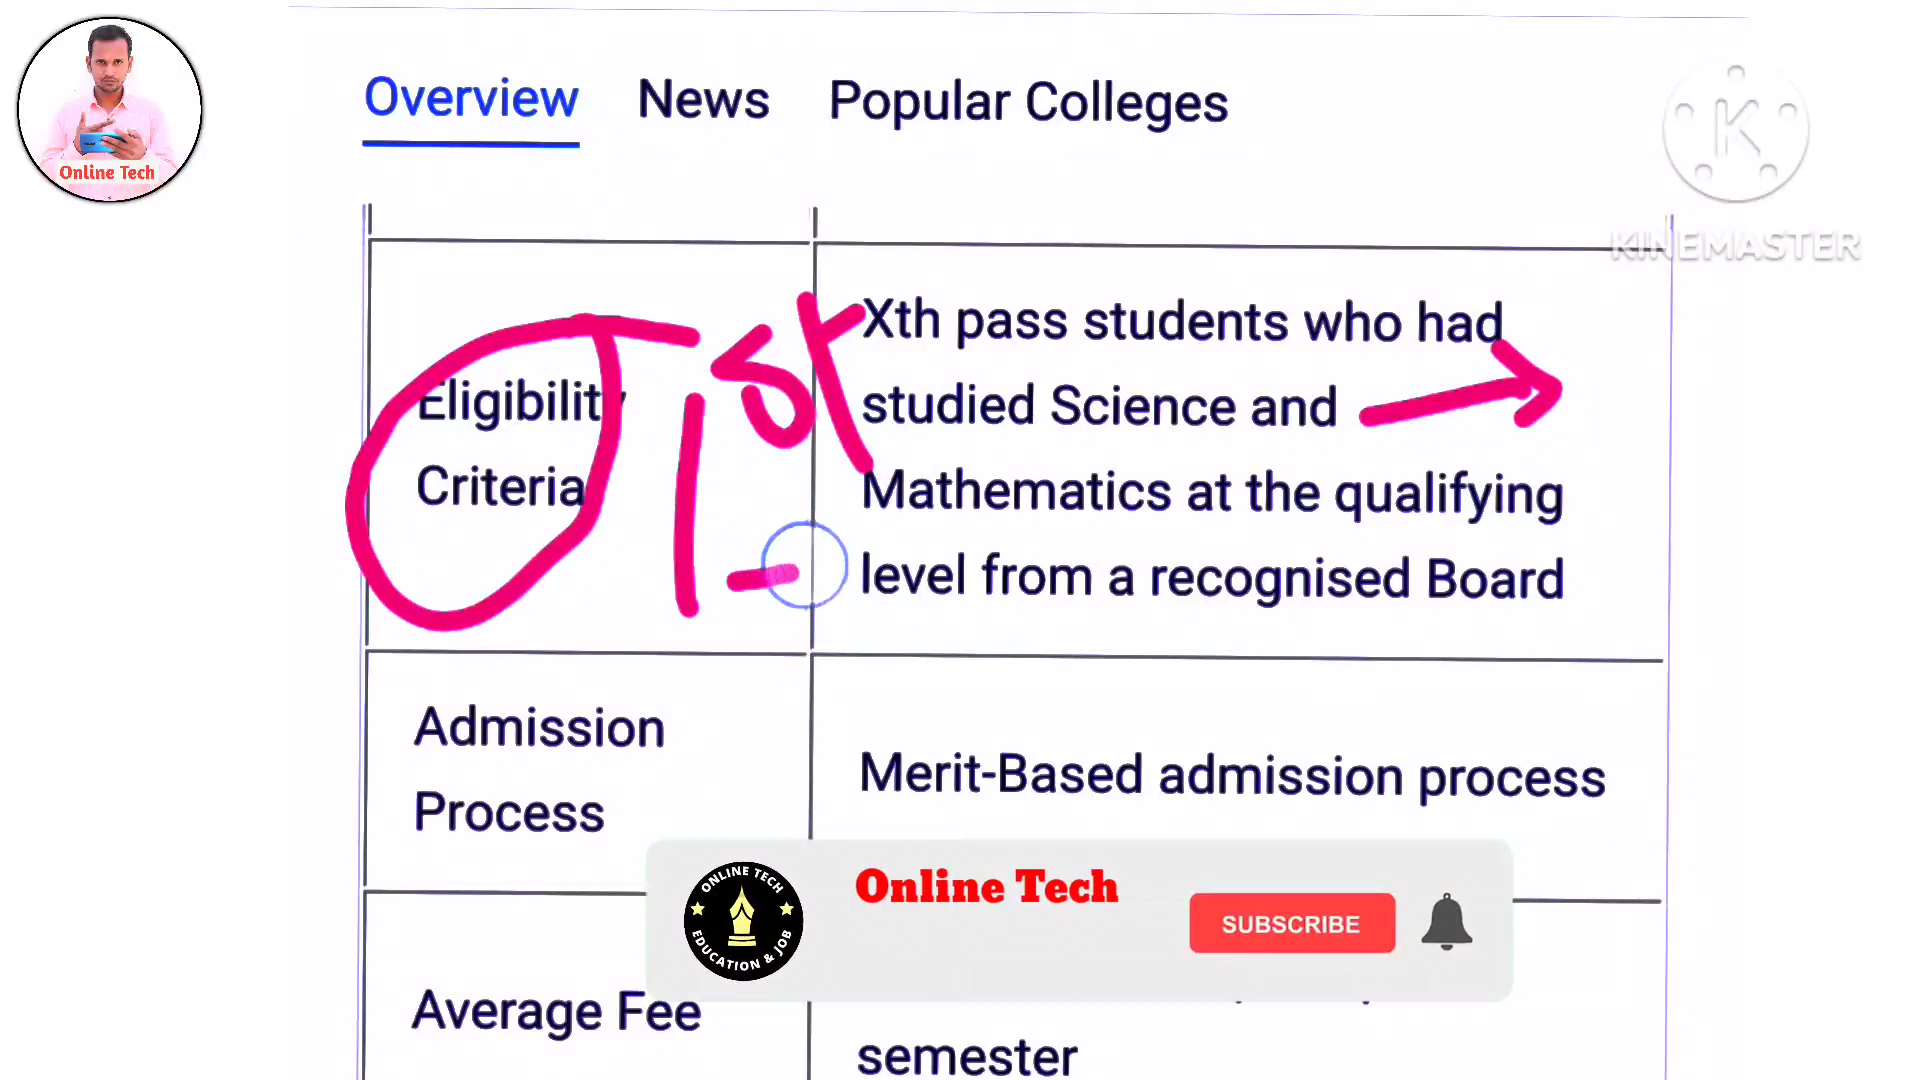 Overview News Popular Colleges
KINEMASTER
Online Tech
Eligibility
Criteria
1st
Xth pass students who had
studied Science and
Mathematics at the qualifying
level from a recognised Board
Admission
Process
Merit-Based admission process
ONLINE TECH
EDUCATION & JOB
Online Tech
SUBSCRIBE
Average Fee
semester